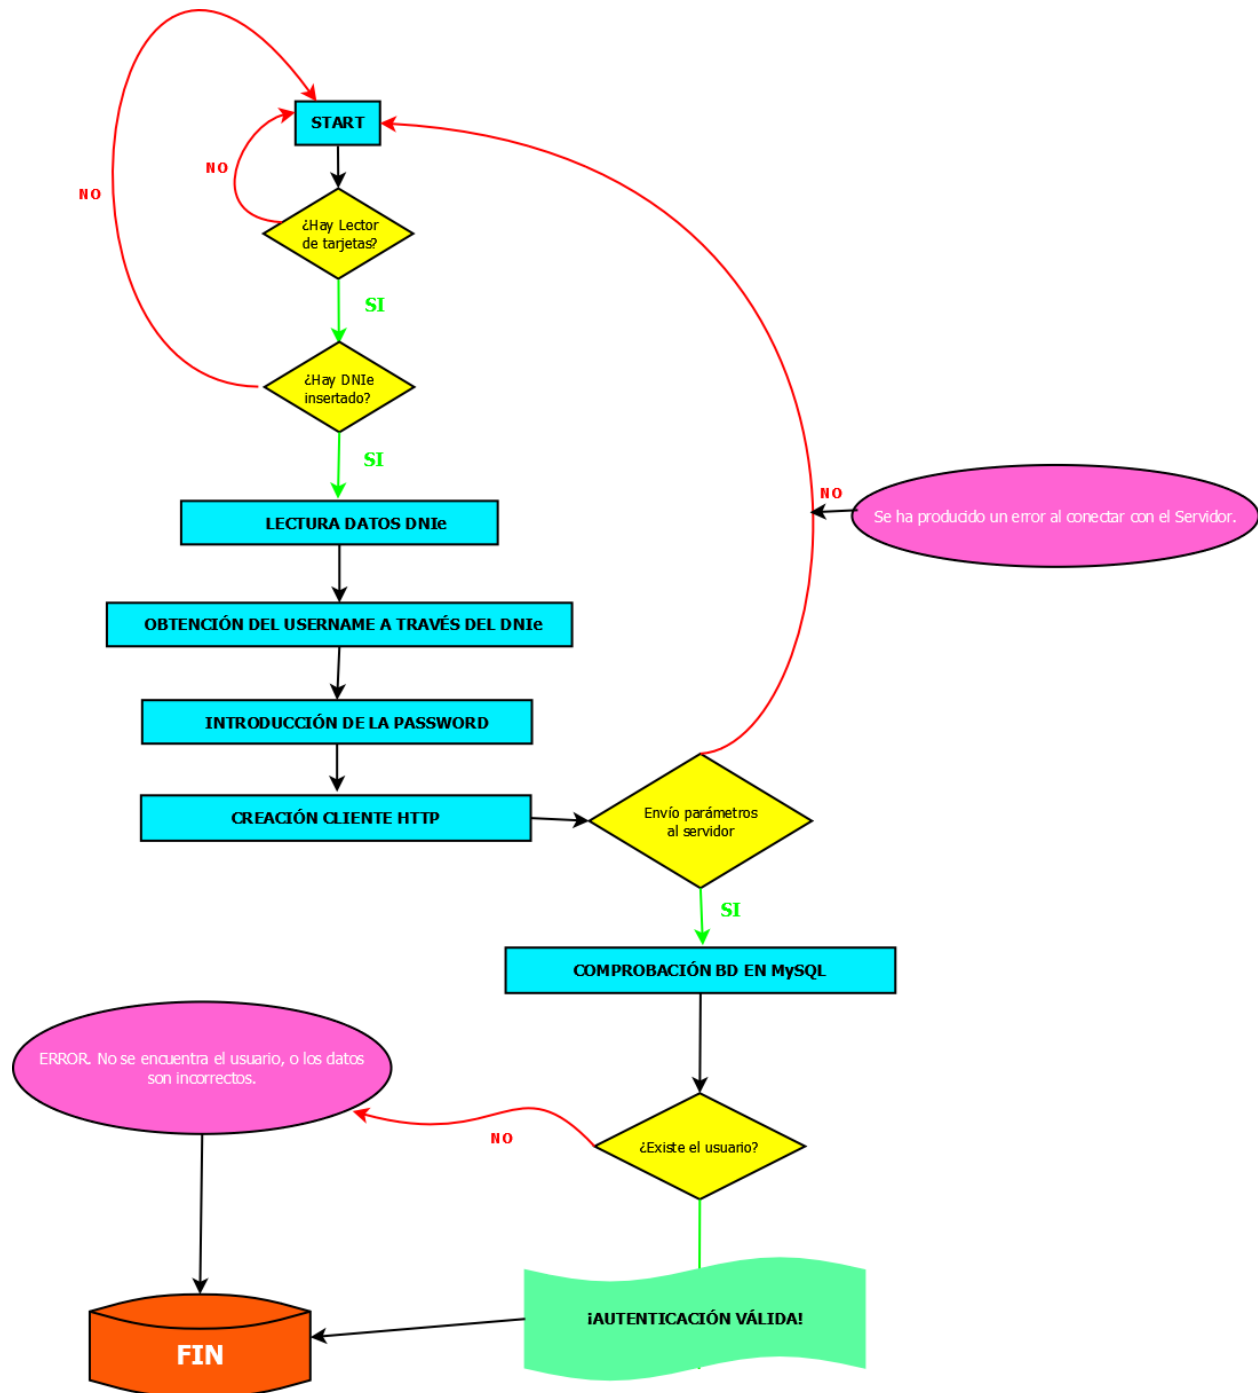 START
NO
NO
¿Hay Lector
de tarjetas?
SI
¿Hay DNIe
insertado?
SI
LECTURA DATOS DNIe
NO
Se ha producido un error al conectar con el Servidor.
OBTENCIÓN DEL USERNAME A TRAVÉS DEL DNIe
INTRODUCCIÓN DE LA PASSWORD
CREACIÓN CLIENTE HTTP
Envío parámetros
al servidor
SI
COMPROBACIÓN BD EN MySQL
ERROR. No se encuentra el usuario, o los datos
son incorrectos.
NO
¿Existe el usuario?
¡AUTENTICACIÓN VÁLIDA!
FIN